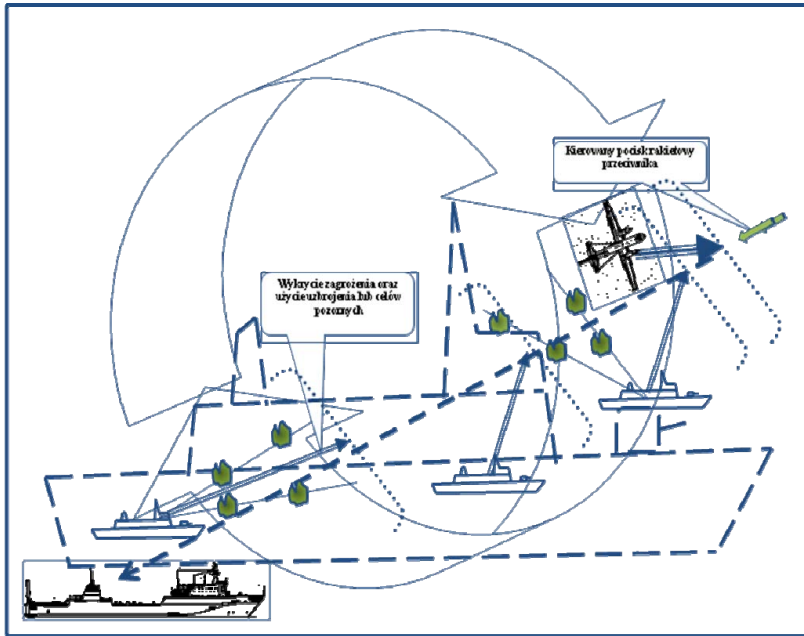 Kierowany pocisk rakietowy
przeciwnika
Wykrycie zagrożenia oraz
użycie uzbrojenia lub celów
pozornych